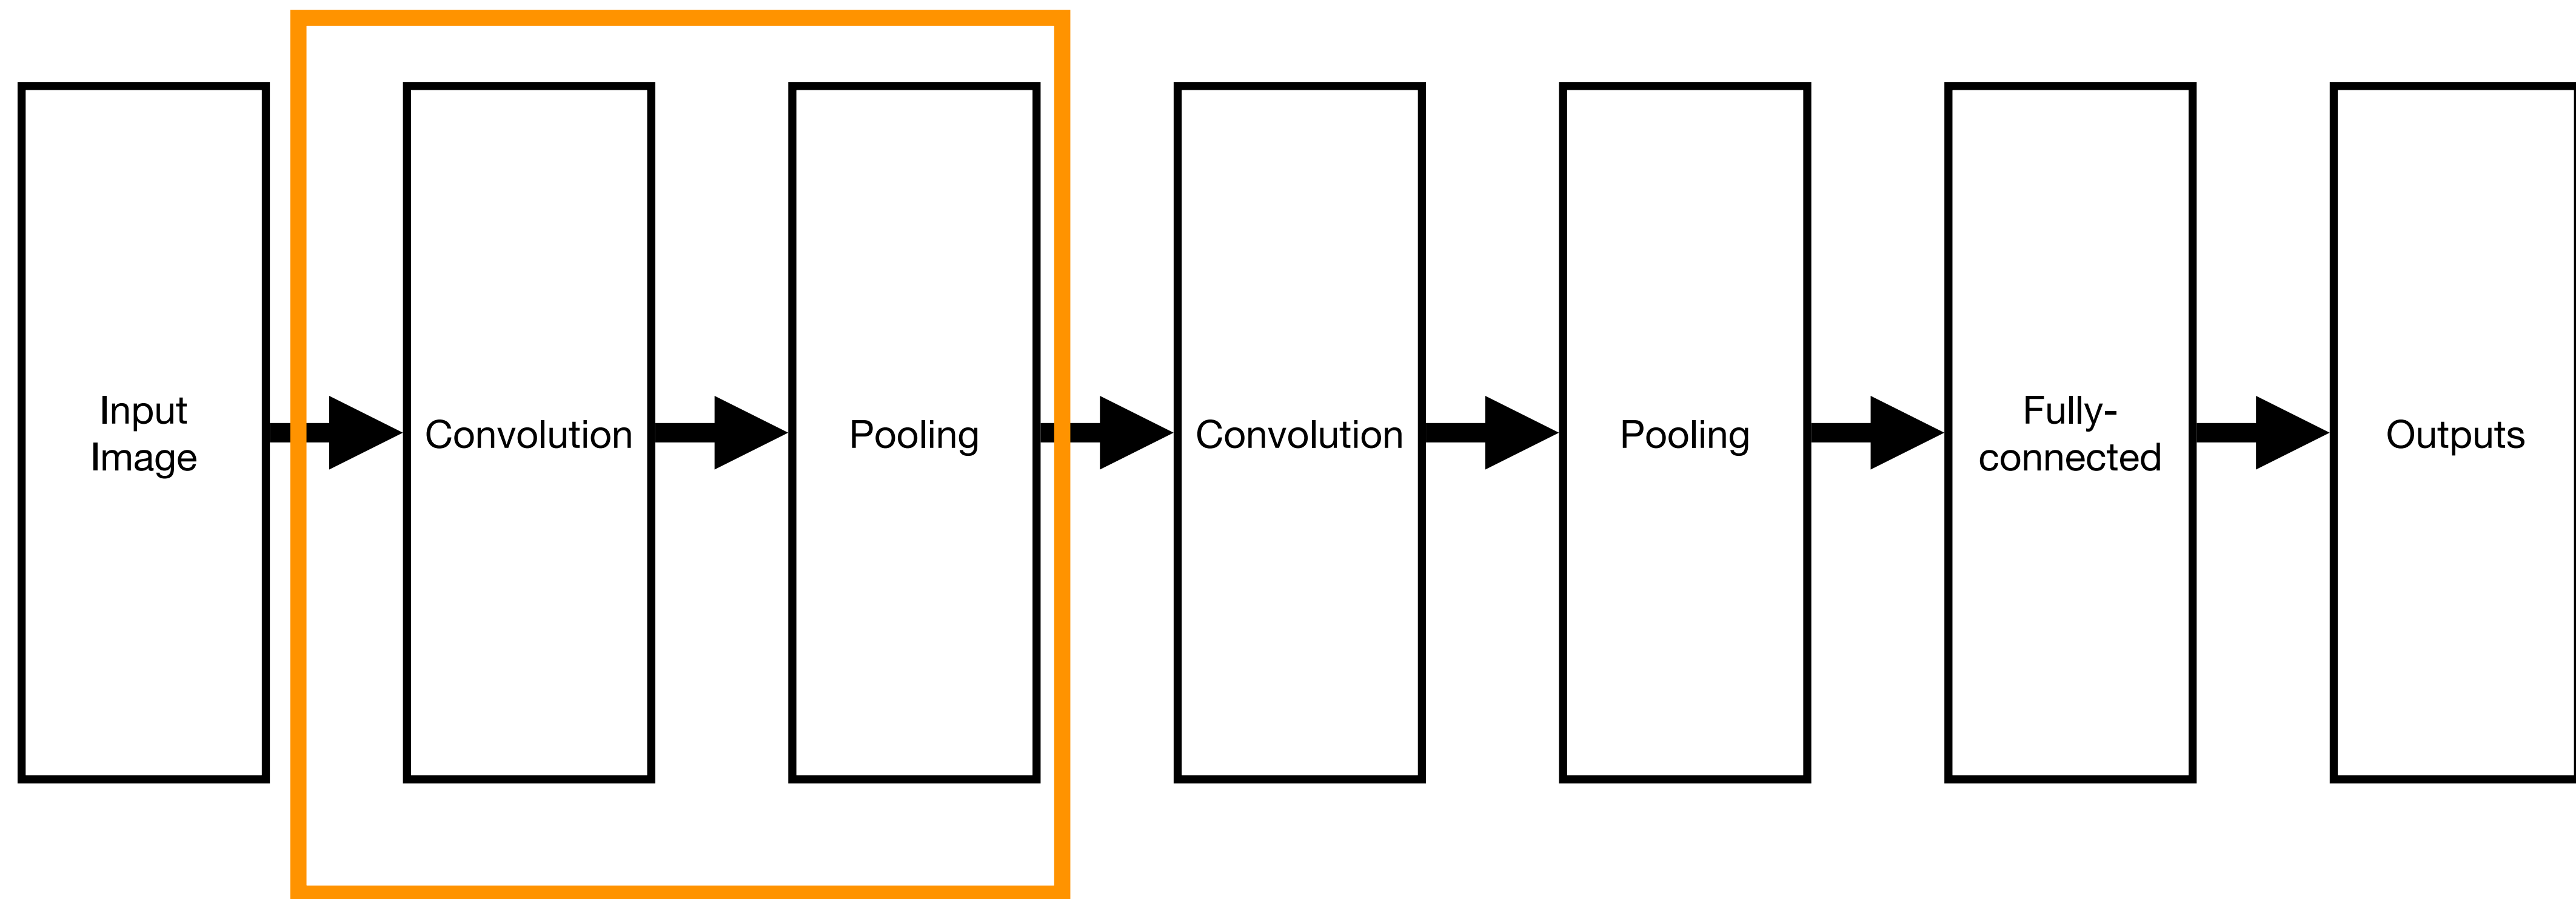 Input
Image
Convolution
Pooling
Convolution
Pooling
Fully-
connected
Outputs